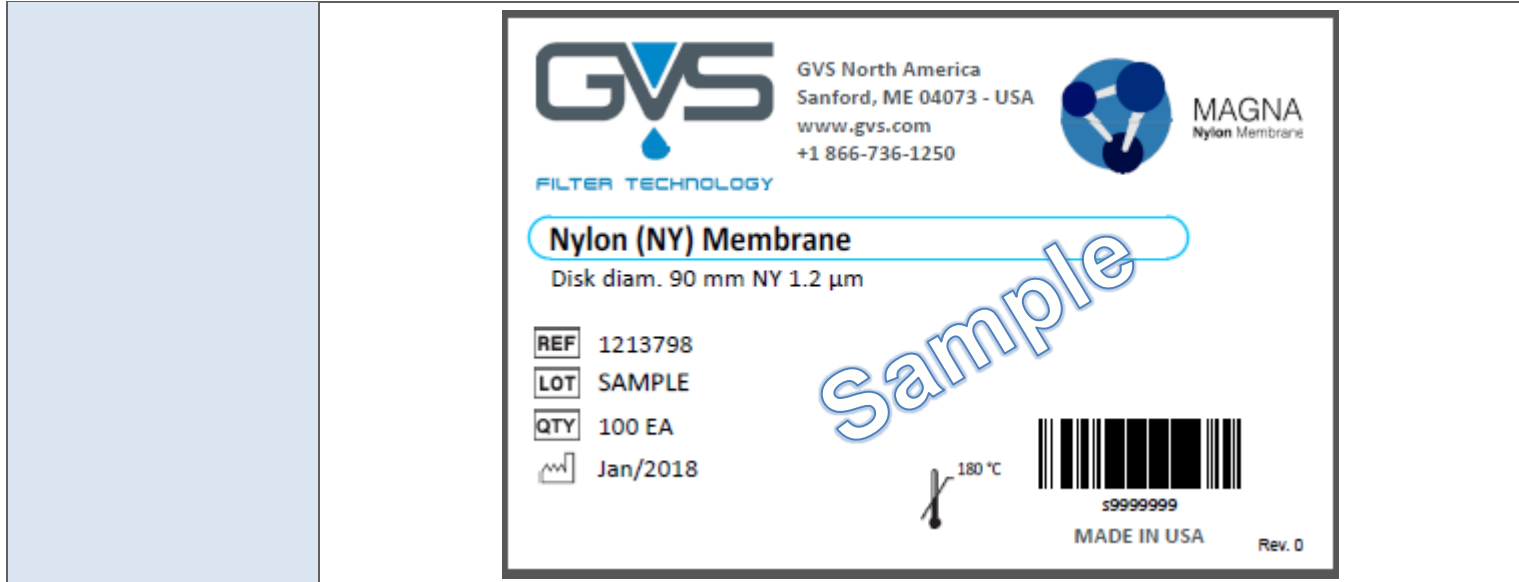 GVS
FILTER TECHNOLOGY
GVS North America
Sanford, ME 04073 - USA
www.gvs.com
+1 866-736-1250
MAGNA
Nylon Membrane
Nylon (NY) Membrane
Disk diam. 90 mm NY 1.2 µm
Sample
REF 1213798
LOT SAMPLE
QTY 100 EA
Jan/2018
180 °C
s9999999
MADE IN USA
Rev. 0